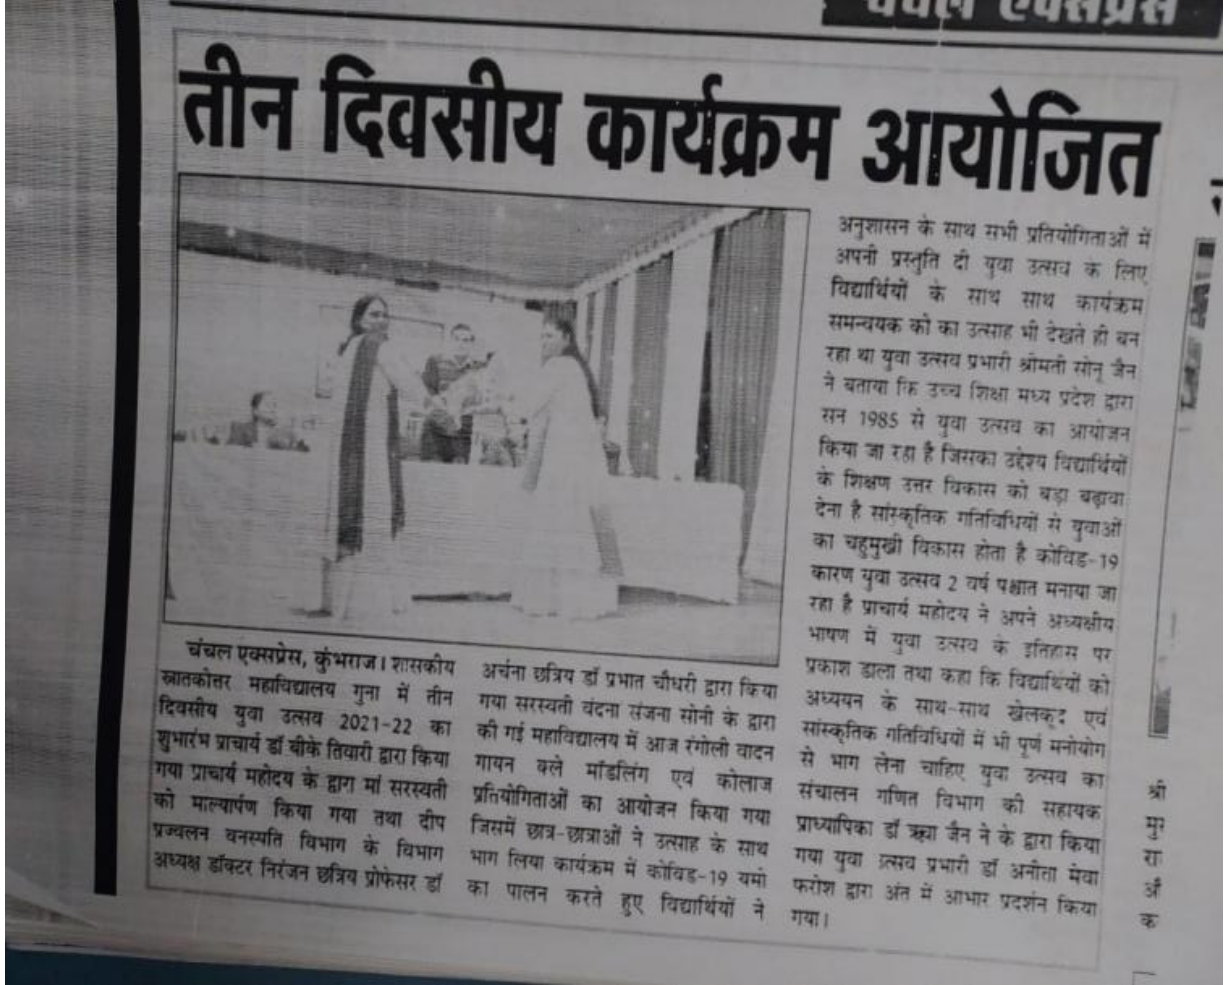 चंचल एक्सप्रेस
तीन दिवसीय कार्यक्रम आयोजित
चंचल एक्सप्रेस, कुंभराज। शासकीय
स्नातकोत्तर महाविद्यालय गुना में तीन
दिवसीय युवा उत्सव 2021-22 का
शुभारंभ प्राचार्य डॉ बीके तिवारी द्वारा किया
गया प्राचार्य महोदय के द्वारा मां सरस्वती
को माल्यार्पण किया गया तथा दीप
प्रज्वलन वनस्पति विभाग के विभाग
अध्यक्ष डॉक्टर निरंजन छत्रिय प्रोफेसर डॉ
अर्चना छत्रिय डॉ प्रभात चौधरी द्वारा किया
गया सरस्वती वंदना संजना सोनी के द्वारा
की गई महाविद्यालय में आज रंगोली वादन
गायन क्ले मॉडलिंग एवं कोलाज
प्रतियोगिताओं का आयोजन किया गया
जिसमें छात्र-छात्राओं ने उत्साह के साथ
भाग लिया कार्यक्रम में कोविड-19 यमो
का पालन करते हुए विद्यार्थियों ने
अनुशासन के साथ सभी प्रतियोगिताओं में
अपनी प्रस्तुति दी युवा उत्सव के लिए
विद्यार्थियों के साथ साथ कार्यक्रम
समन्वयक को का उत्साह भी देखते ही बन
रहा था युवा उत्सव प्रभारी श्रीमती सोनू जैन
ने बताया कि उच्च शिक्षा मध्य प्रदेश द्वारा
सन 1985 से युवा उत्सव का आयोजन
किया जा रहा है जिसका उद्देश्य विद्यार्थियों
के शिक्षण उत्तर विकास को बड़ा बढ़ावा
देना है सांस्कृतिक गतिविधियों से युवाओं
का चहुमुखी विकास होता है कोविड-19
कारण युवा उत्सव 2 वर्ष पश्चात मनाया जा
रहा है प्राचार्य महोदय ने अपने अध्यक्षीय
भाषण में युवा उत्सव के इतिहास पर
प्रकाश डाला तथा कहा कि विद्यार्थियों को
अध्ययन के साथ-साथ खेलकूद एवं
सांस्कृतिक गतिविधियों में भी पूर्ण मनोयोग
से भाग लेना चाहिए युवा उत्सव का
संचालन गणित विभाग की सहायक
प्राध्यापिका डॉ ऋचा जैन ने के द्वारा किया
गया युवा उत्सव प्रभारी डॉ अनीता मेवा
फरोश द्वारा अंत में आभार प्रदर्शन किया
गया।
श्री
मु
रा
औ
क